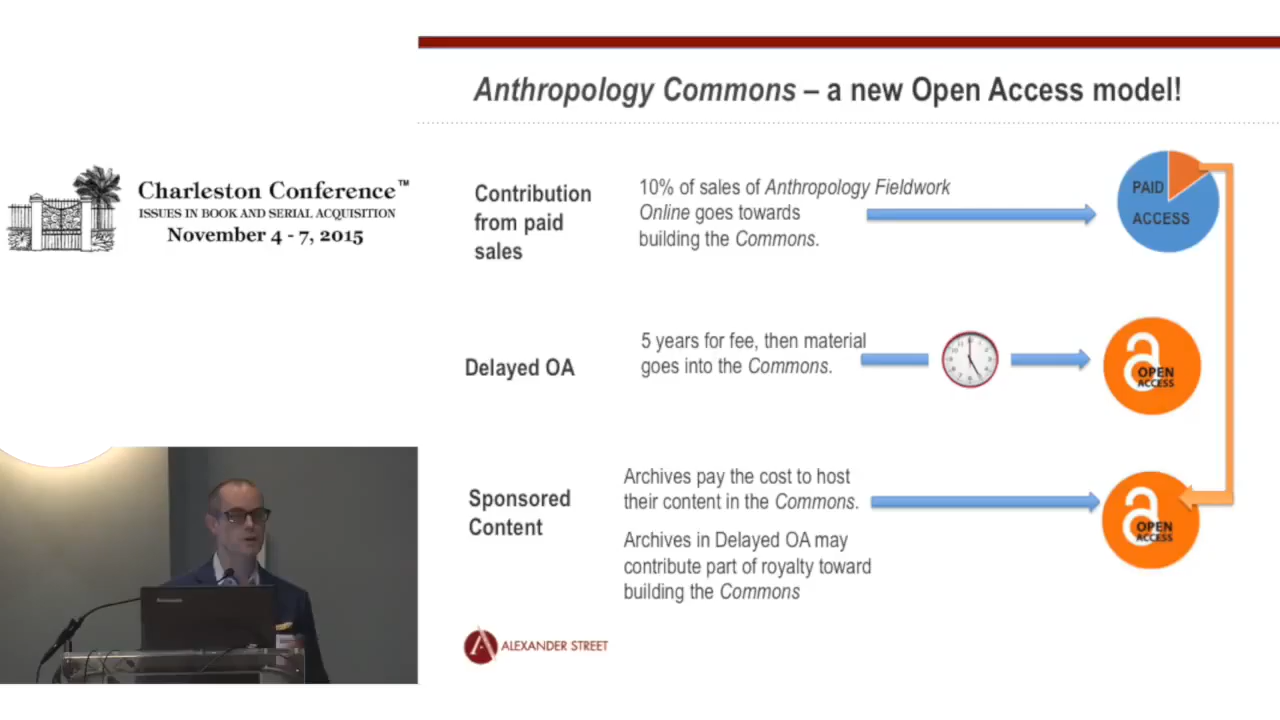 Anthropology Commons – a new Open Access model!
Charleston Conference™
ISSUES IN BOOK AND SERIAL ACQUISITION
November 4 - 7, 2015
Contribution
from paid
sales
10% of sales of Anthropology Fieldwork
Online goes towards
building the Commons.
PAID
ACCESS
Delayed OA
5 years for fee, then material
goes into the Commons.
OPEN
ACCESS
Sponsored
Content
Archives pay the cost to host
their content in the Commons.
Archives in Delayed OA may
contribute part of royalty toward
building the Commons
OPEN
ACCESS
ALEXANDER STREET